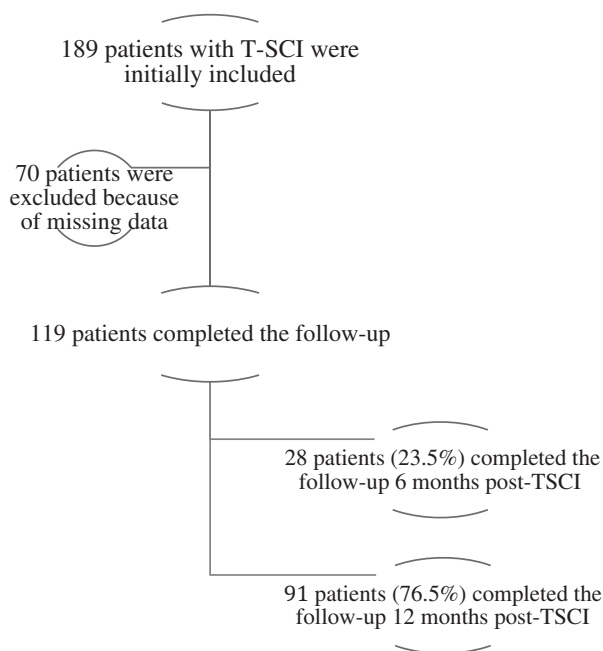 189 patients with T-SCI were
initially included
70 patients were
excluded because
of missing data
119 patients completed the follow-up
28 patients (23.5%) completed the
follow-up 6 months post-TSCI
91 patients (76.5%) completed the
follow-up 12 months post-TSCI